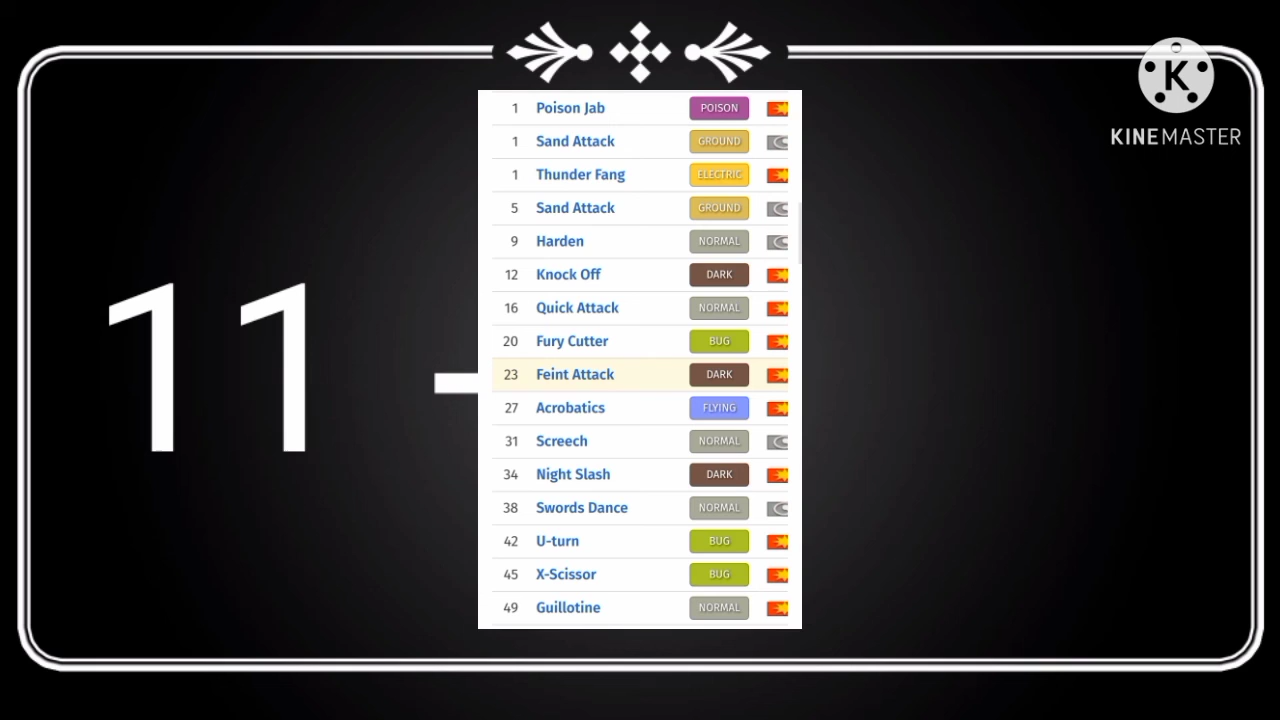 K
KINEMASTER
11 -
1 Poison Jab POISON
1 Sand Attack GROUND
1 Thunder Fang ELECTRIC
5 Sand Attack GROUND
9 Harden NORMAL
12 Knock Off DARK
16 Quick Attack NORMAL
20 Fury Cutter BUG
23 Feint Attack DARK
27 Acrobatics FLYING
31 Screech NORMAL
34 Night Slash DARK
38 Swords Dance NORMAL
42 U-turn BUG
45 X-Scissor BUG
49 Guillotine NORMAL